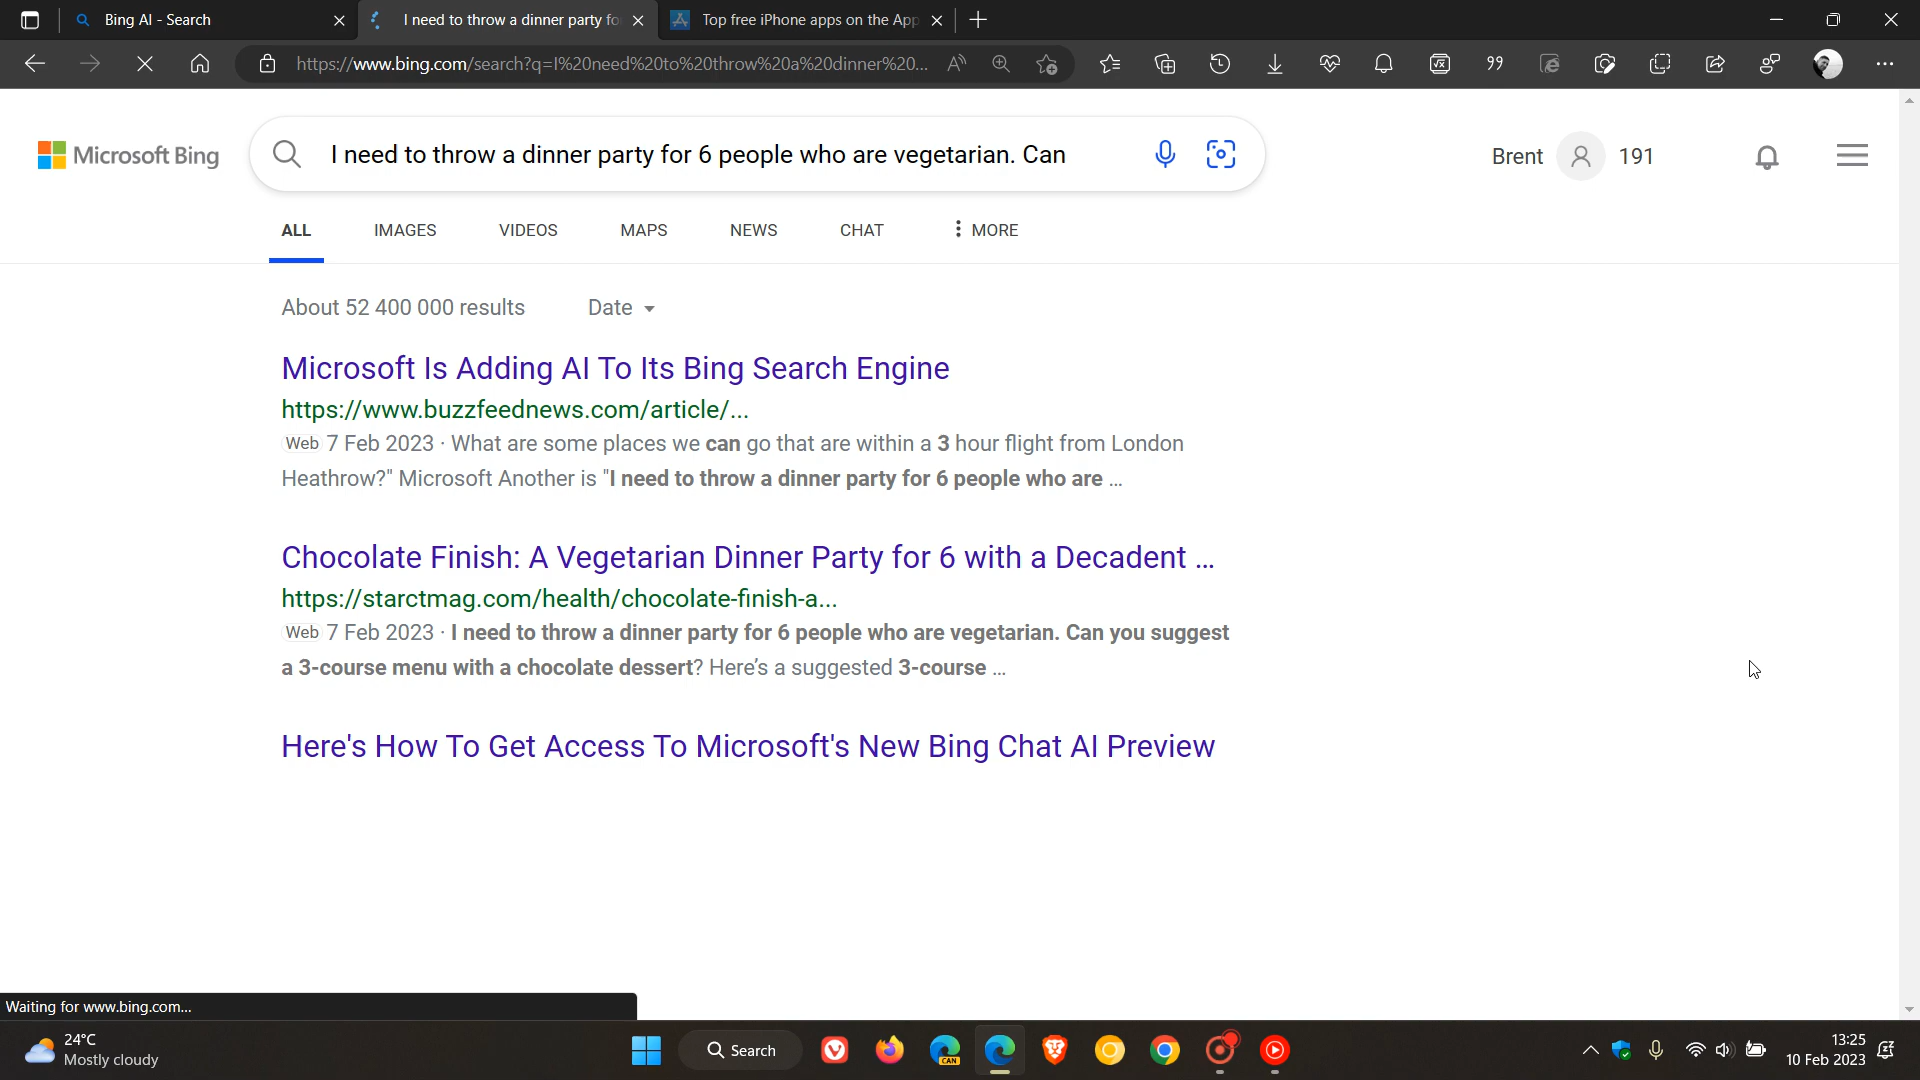 Bing AI - Search
I need to throw a dinner party fo
Top free iPhone apps on the App
https://www.bing.com/search?q=I%20need%20to%20throw%20a%20dinner%20...
Microsoft Bing
I need to throw a dinner party for 6 people who are vegetarian. Can
Brent
191
ALL
IMAGES
VIDEOS
MAPS
NEWS
CHAT
MORE
About 52 400 000 results
Date
Microsoft Is Adding AI To Its Bing Search Engine
https://www.buzzfeednews.com/article/...
Web 7 Feb 2023 · What are some places we can go that are within a 3 hour flight from London
Heathrow?" Microsoft Another is "I need to throw a dinner party for 6 people who are ...
Chocolate Finish: A Vegetarian Dinner Party for 6 with a Decadent ...
https://starctmag.com/health/chocolate-finish-a...
Web 7 Feb 2023 · I need to throw a dinner party for 6 people who are vegetarian. Can you suggest
a 3-course menu with a chocolate dessert? Here's a suggested 3-course ...
Here's How To Get Access To Microsoft's New Bing Chat AI Preview
Waiting for www.bing.com...
24°C
Mostly cloudy
Search
CAN
13:25
10 Feb 2023